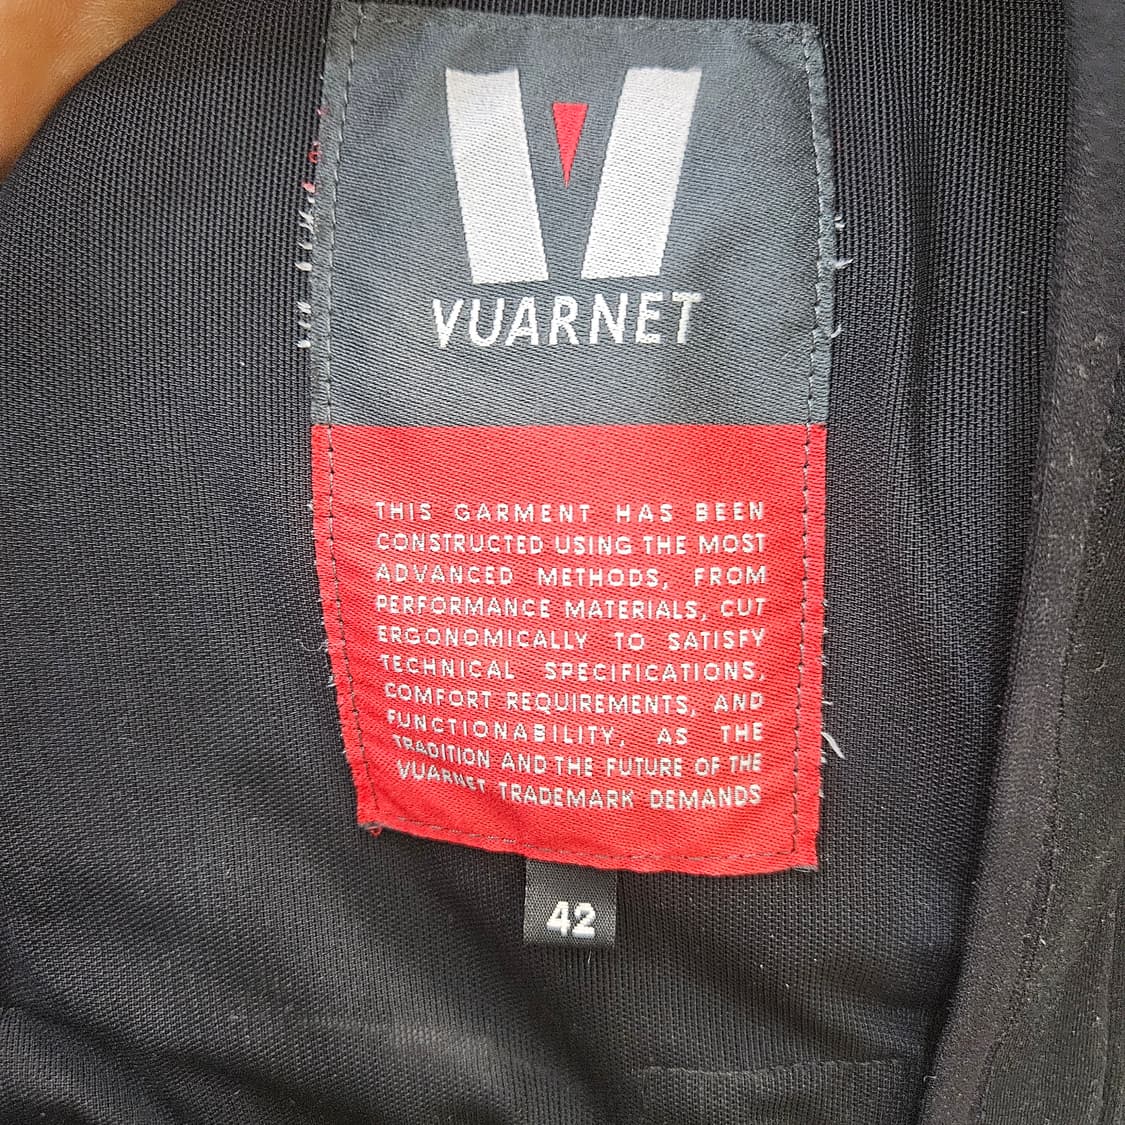 VUARNET
THIS GARMENT HAS BEEN
CONSTRUCTED USING THE MOST
ADVANCED METHODS, FROM
PERFORMANCE MATERIALS, CUT
ERGONOMICALLY TO SATISFY
TECHNICAL SPECIFICATIONS,
COMFORT REQUIREMENTS, AND
FUNCTIONABILITY, AS THE
TRADITION AND THE FUTURE OF THE
VUARNET TRADEMARK DEMANDS
42